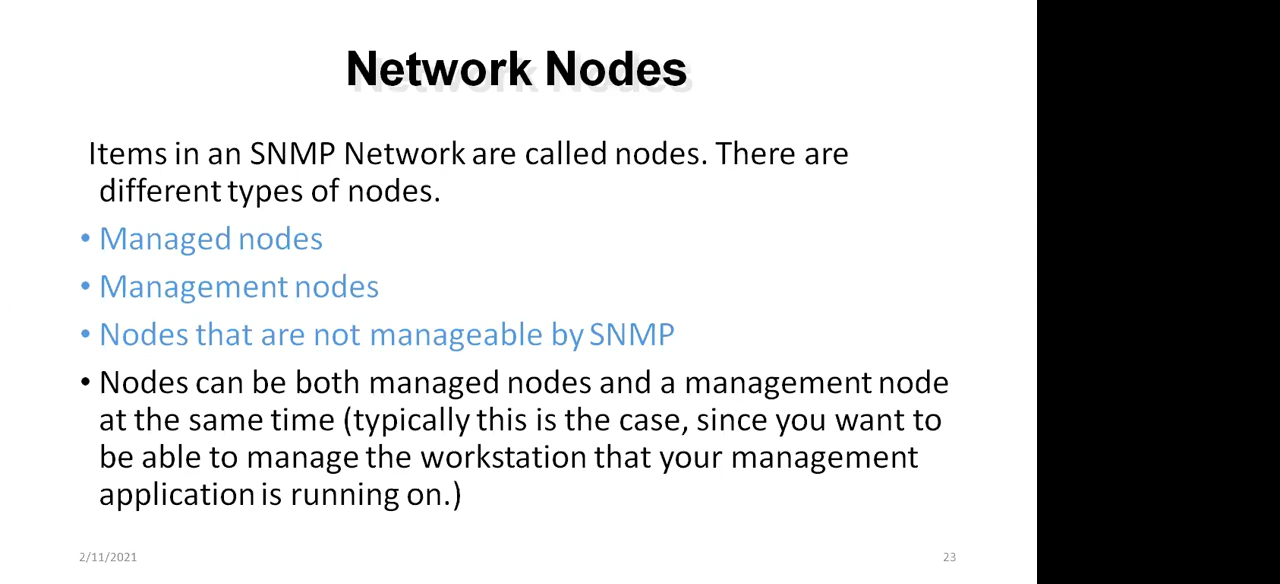 Network Nodes
Items in an SNMP Network are called nodes. There are
different types of nodes.
• Managed nodes
• Management nodes
• Nodes that are not manageable by SNMP
• Nodes can be both managed nodes and a management node
at the same time (typically this is the case, since you want to
be able to manage the workstation that your management
application is running on.)
2/11/2021
23